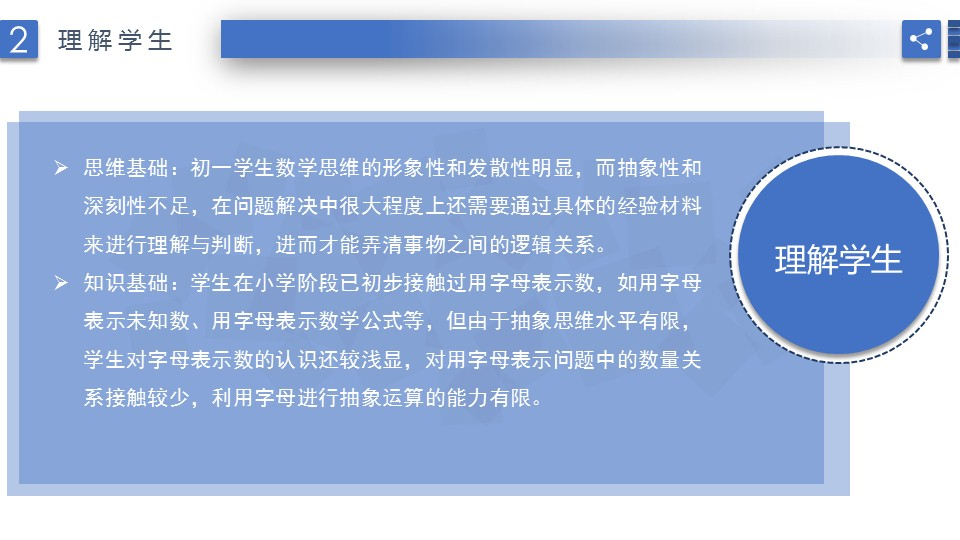 2 理解学生
思维基础：初一学生数学思维的形象性和发散性明显，而抽象性和
深刻性不足，在问题解决中很大程度上还需要通过具体的经验材料
来进行理解与判断，进而才能弄清事物之间的逻辑关系。
知识基础：学生在小学阶段已初步接触过用字母表示数，如用字母
表示未知数、用字母表示数学公式等，但由于抽象思维水平有限，
学生对字母表示数的认识还较浅显，对用字母表示问题中的数量关
系接触较少，利用字母进行抽象运算的能力有限。
理解学生